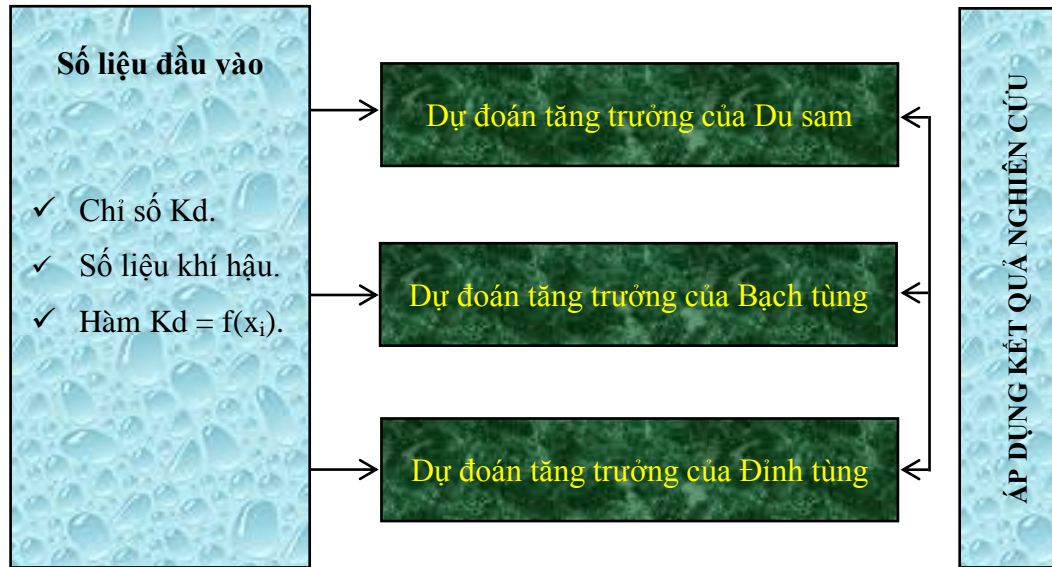 Số liệu đầu vào
✓ Chỉ số Kd.
✓ Số liệu khí hậu.
✓ Hàm Kd = f(xᵢ).
Dự đoán tăng trưởng của Du sam
Dự đoán tăng trưởng của Bạch tùng
Dự đoán tăng trưởng của Đỉnh tùng
ÁP DỤNG KẾT QUẢ NGHIÊN CỨU